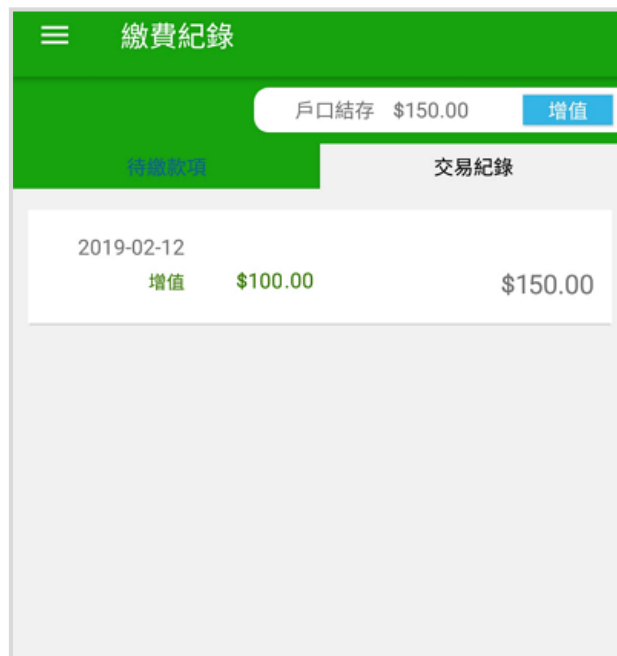 繳費紀錄
戶口結存 $150.00 增值
待繳款項 交易紀錄
2019-02-12
增值 $100.00 $150.00